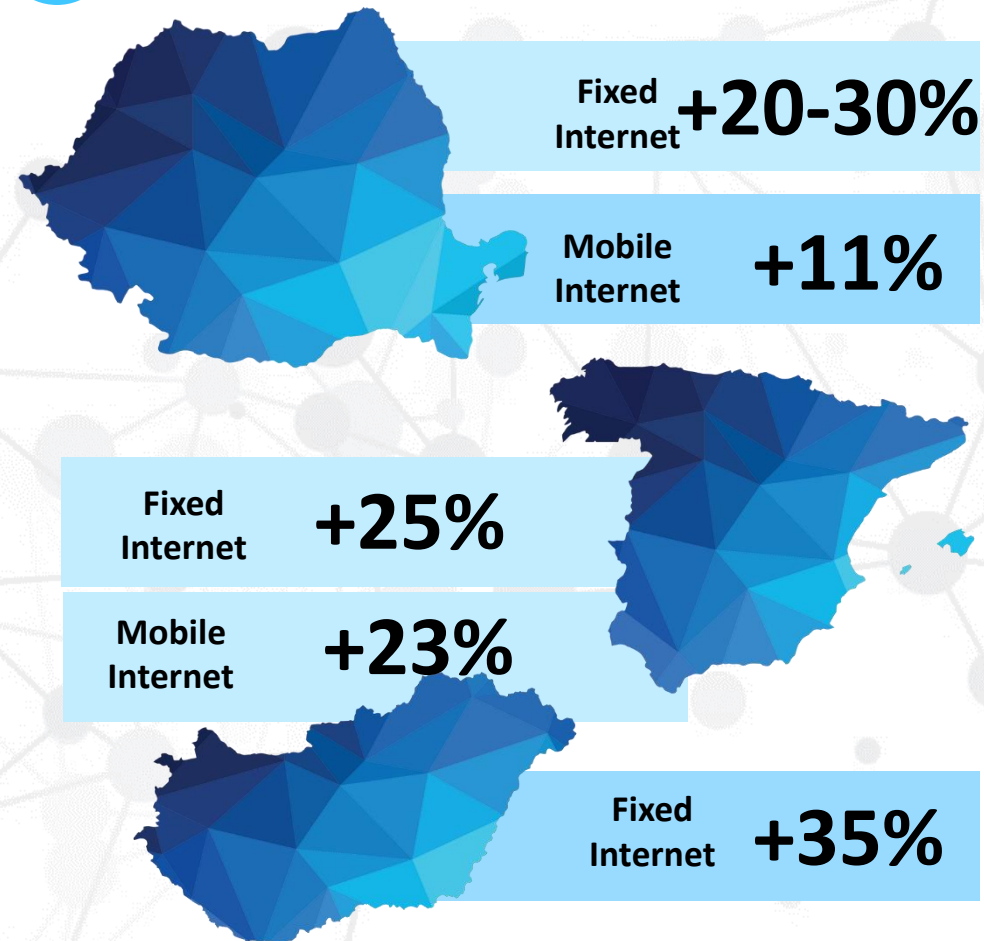 Fixed
Internet
+20-30%
Mobile
Internet
+11%
Fixed
Internet
+25%
Mobile
Internet
+23%
Fixed
Internet
+35%